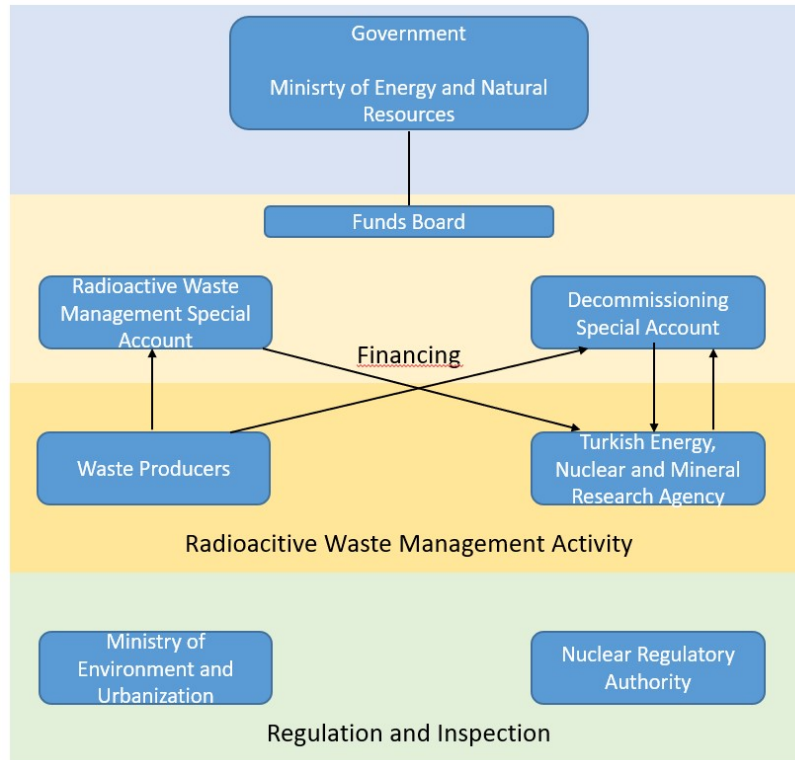 Government
Minisrty of Energy and Natural
Resources
Funds Board
Radioactive Waste
Management Special
Account
Decommissioning
Special Account
Financing
Waste Producers
Turkish Energy,
Nuclear and Mineral
Research Agency
Radioacitive Waste Management Activity
Ministry of
Environment and
Urbanization
Nuclear Regulatory
Authority
Regulation and Inspection